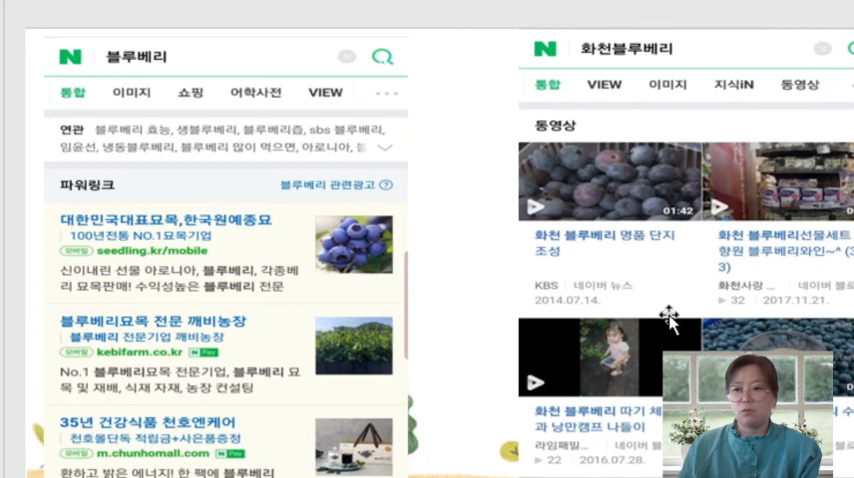 N 블루베리
통합 이미지 쇼핑 어학사전 VIEW
연관 블루베리 효능, 생블루베리, 블루베리즙, sbs 블루베리,
임윤선, 냉동블루베리, 블루베리 많이 먹으면, 아로니아,
파워링크 블루베리 관련광고 ?
대한민국대표묘목,한국원예종묘
100년전통 NO.1묘목기업
모바일 seedling.kr/mobile
신이내린 선물 아로니아, 블루베리, 각종베
리 묘목판매! 수익성높은 블루베리 전문
블루베리묘목 전문 깨비농장
블루베리 전문기업 깨비농장
모바일 kebifarm.co.kr N Pay
No.1 블루베리묘목 전문기업, 블루베리 묘
목 및 재배, 식재 자재, 농장 컨설팅
35년 건강식품 천호엔케어
천호몰단독 적립금+사은품증정
모바일 m.chunhomall.com N Pay
환하고 밝은 에너지! 한 팩에 블루베리
N 화천블루베리
통합 VIEW 이미지 지식iN 동영상
동영상
01:42
화천 블루베리 명품 단지
조성
KBS 네이버 뉴스
2014.07.14.
화천 블루베리선물세트
향원 블루베리와인~^ (3
3)
화천사랑 ... 네이버 블
32 2017.11.21.
화천 블루베리 따기 체
과 낭만캠프 나들이
라임패밀... 네이버 블
22 2016.07.28.